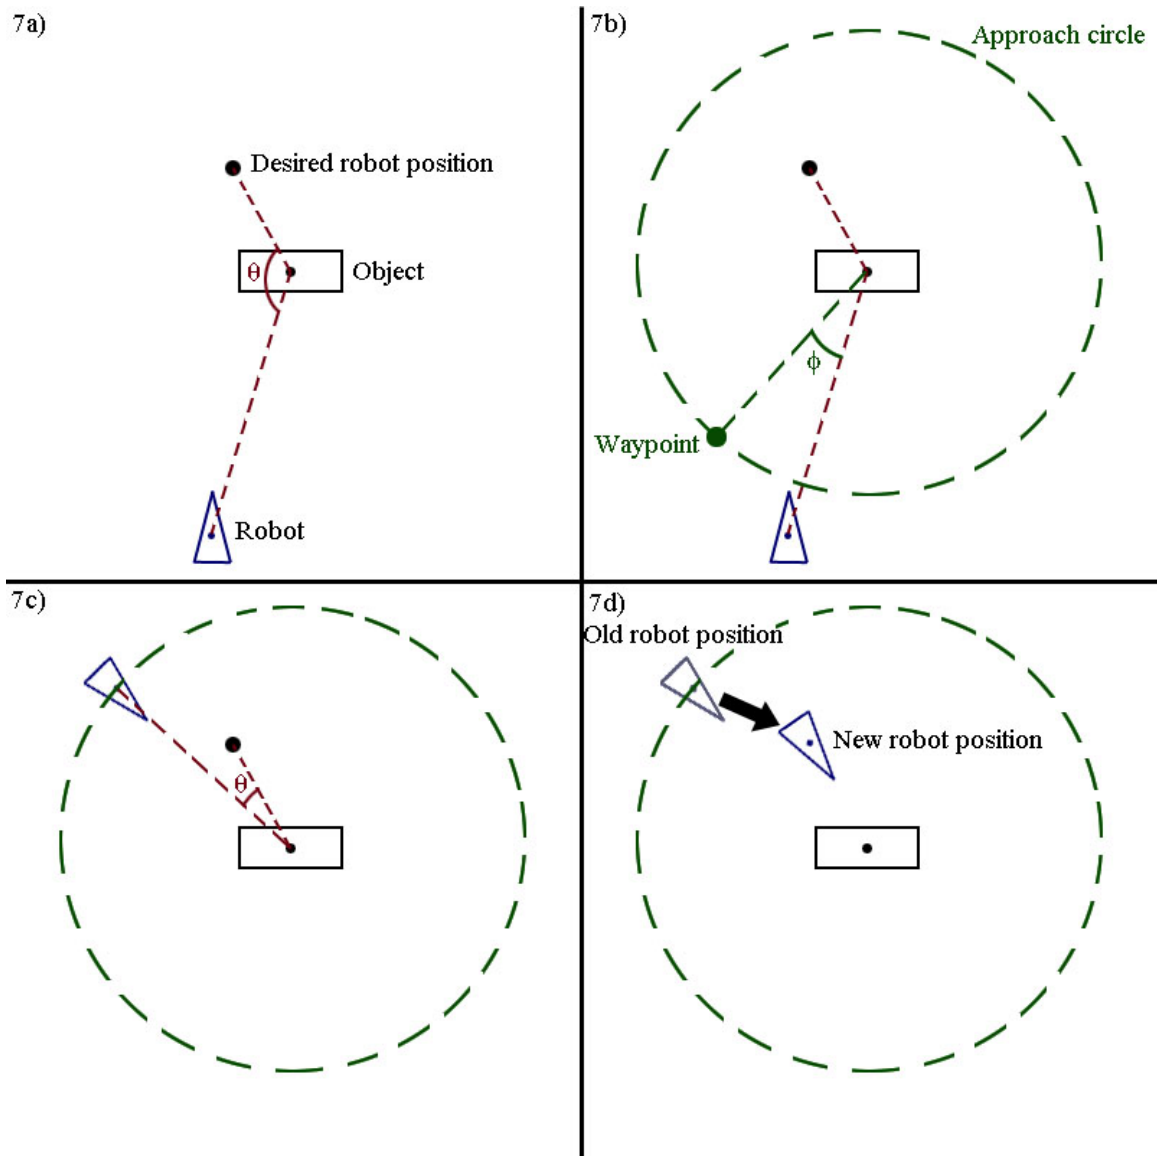 7a)
Desired robot position
θ
Object
Robot
7b)
Approach circle
ϕ
Waypoint
7c)
θ
7d)
Old robot position
New robot position